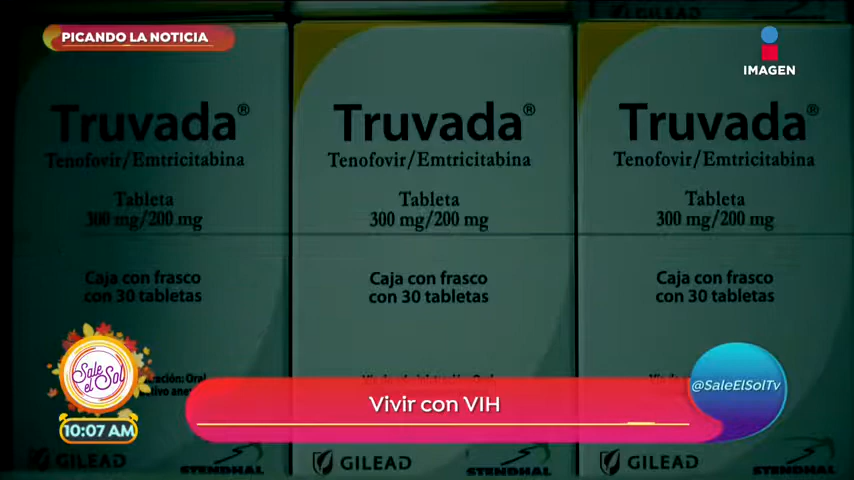 GILEAD
PICANDO LA NOTICIA
IMAGEN
Truvada®
Tenofovir/Emtricitabina
Tableta
300 mg/200 mg
Caja con frasco
con 30 tabletas
Truvada®
Tenofovir/Emtricitabina
Tableta
300 mg/200 mg
Caja con frasco
con 30 tabletas
Truvada®
Tenofovir/Emtricitabina
Tableta
300 mg/200 mg
Caja con frasco
con 30 tabletas
Oral
Sale
el Sol
@SaleElSolTv
Vivir con VIH
10:07 AM
GILEAD
STENDHAL
GILEAD
STENDHAL
GILEAD
STENDHAL